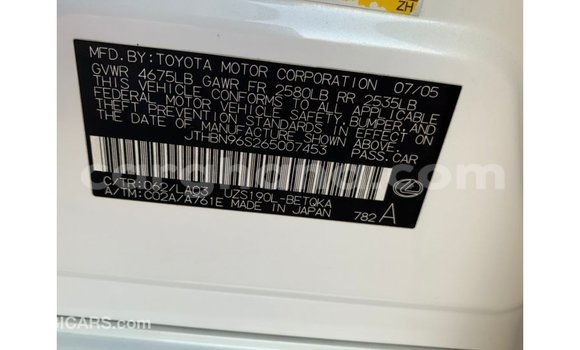 ZH
MFD. BY: TOYOTA MOTOR CORPORATION 07/05
GVWR 4675LB GAWR FR 2580LB RR 2535LB
THIS VEHICLE CONFORMS TO ALL APPLICABLE
FEDERAL MOTOR VEHICLE SAFETY, BUMPER, AND
THEFT PREVENTION STANDARDS IN EFFECT ON
THE DATE OF MANUFACTURE SHOWN ABOVE.
JTHBN96S265007453 PASS.CAR
C/TR: 062/LA03 UZS190L-BETQKA
A/TM: C02A/A761E MADE IN JAPAN 782 A